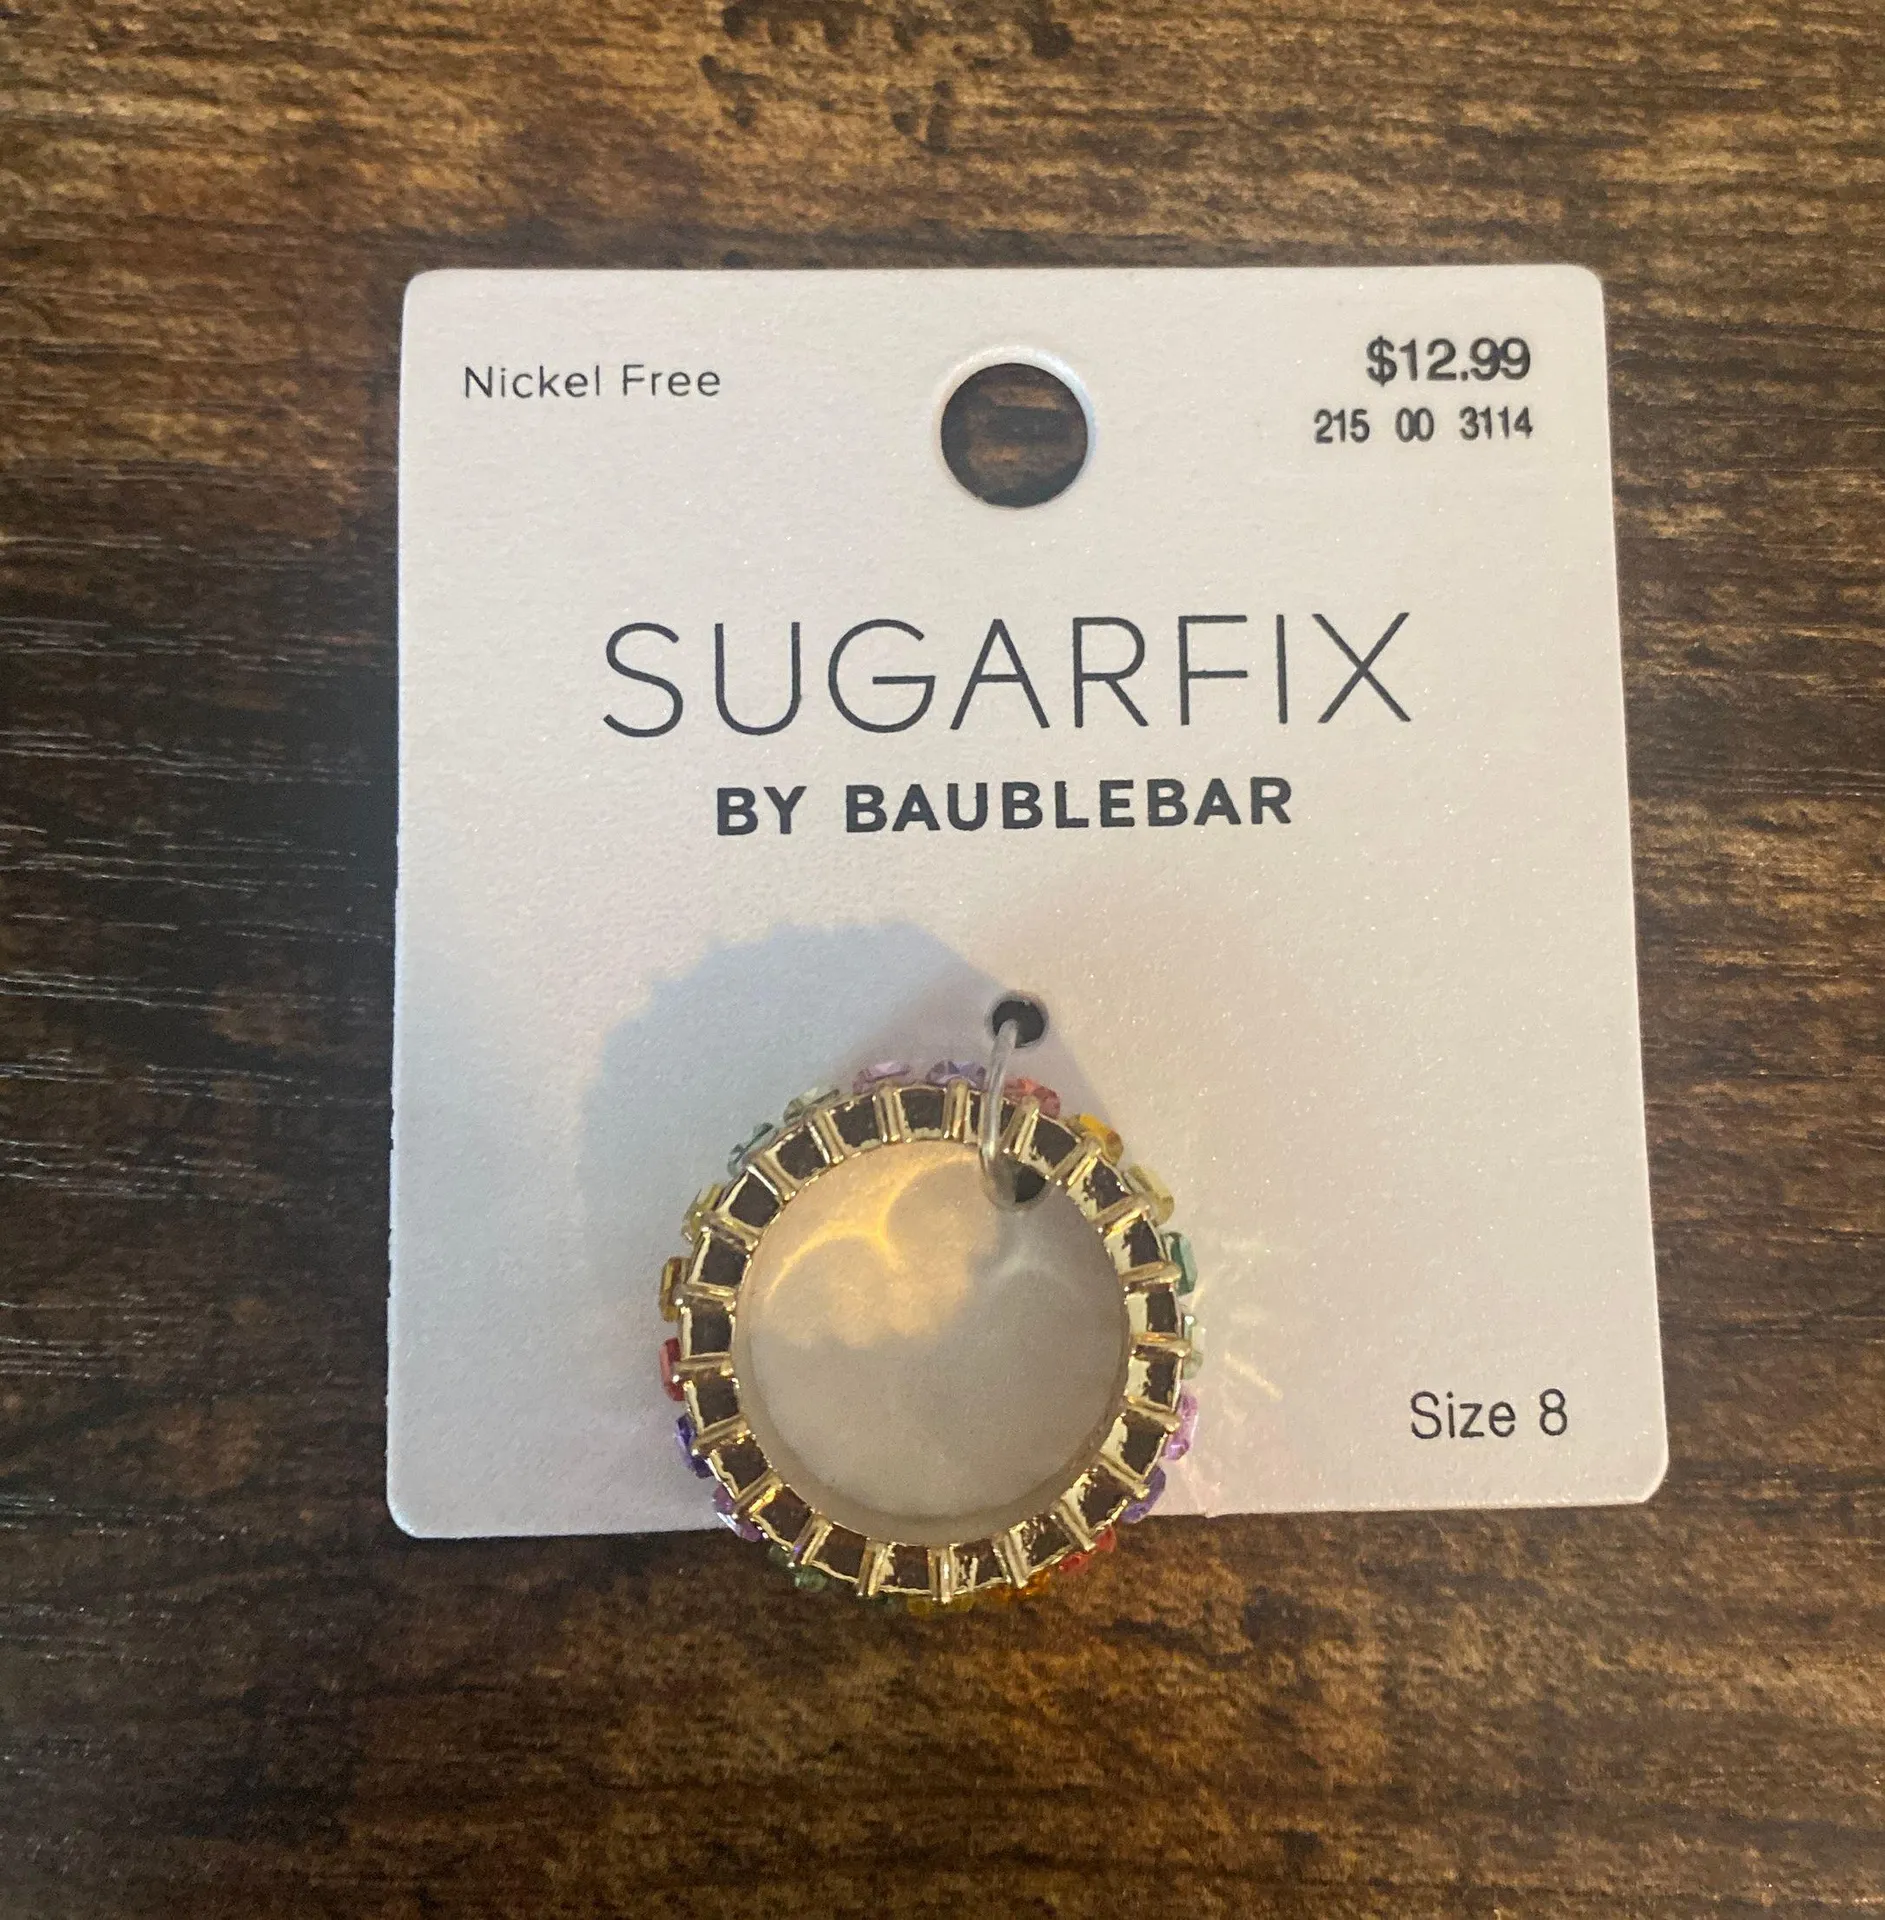 Nickel Free
$12.99
215 00 3114
SUGARFIX
BY BAUBLEBAR
Size 8